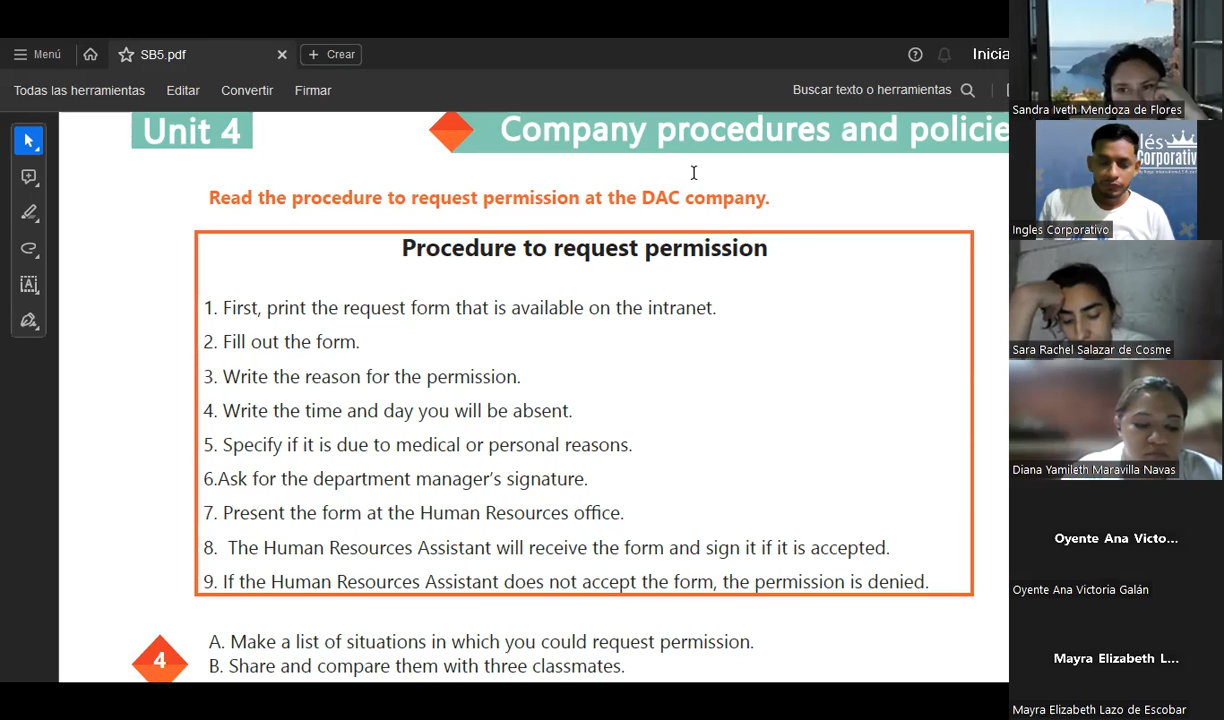 Menú
SB5.pdf
Crear
Inicia
Todas las herramientas
Editar
Convertir
Firmar
Buscar texto o herramientas
Unit 4
Company procedures and policie
Read the procedure to request permission at the DAC company.
Procedure to request permission
1. First, print the request form that is available on the intranet.
2. Fill out the form.
3. Write the reason for the permission.
4. Write the time and day you will be absent.
5. Specify if it is due to medical or personal reasons.
6.Ask for the department manager's signature.
7. Present the form at the Human Resources office.
8. The Human Resources Assistant will receive the form and sign it if it is accepted.
9. If the Human Resources Assistant does not accept the form, the permission is denied.
4
A. Make a list of situations in which you could request permission.
B. Share and compare them with three classmates.
Sandra Iveth Mendoza de Flores
lés
Corporativ
Ingles Corporativo
Sara Rachel Salazar de Cosme
Diana Yamileth Maravilla Navas
Oyente Ana Victo...
Oyente Ana Victoria Galán
Mayra Elizabeth L...
Mayra Elizabeth Lazo de Escobar